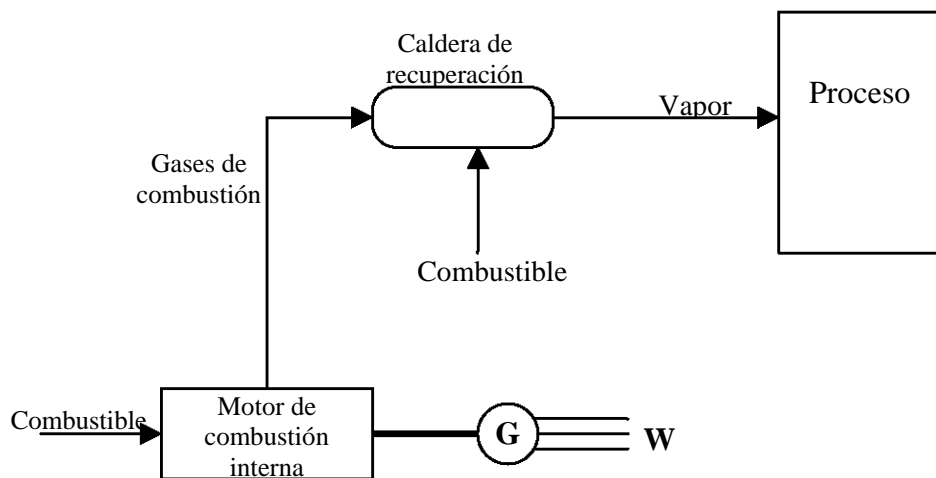 Caldera de
recuperación
Proceso
Vapor
Gases de
combustión
Combustible
Combustible
Motor de
combustión
interna
G
W